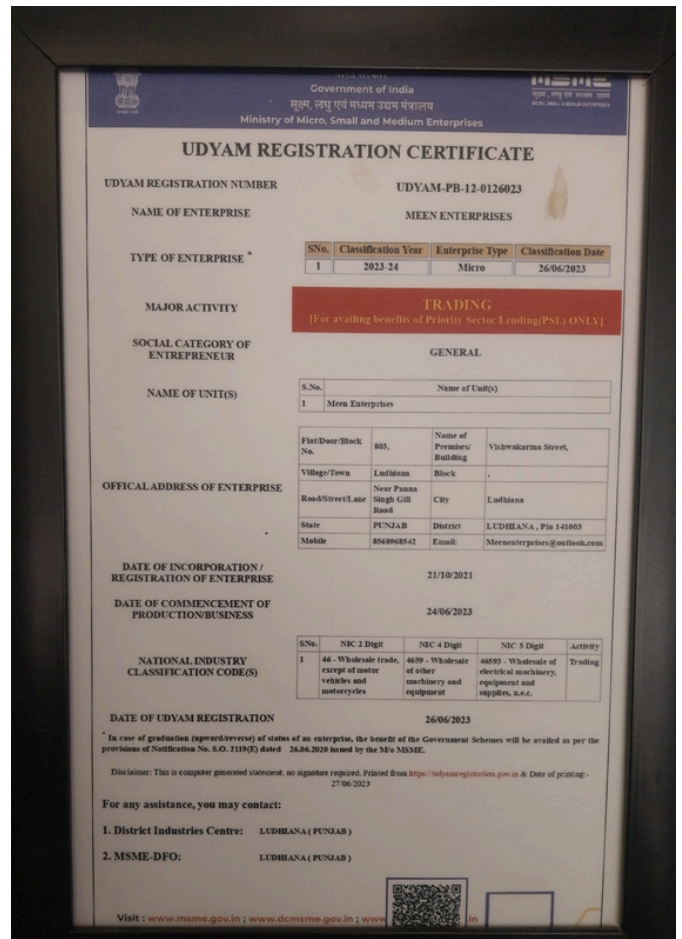 Government of India
सूक्ष्म, लघु एवं मध्यम उद्यम मंत्रालय
Ministry of Micro, Small and Medium Enterprises
MSME
सूक्ष्म, लघु एवं मध्यम उद्यम
MICRO, SMALL & MEDIUM ENTERPRISES
UDYAM REGISTRATION CERTIFICATE
UDYAM REGISTRATION NUMBER UDYAM-PB-12-0126023
NAME OF ENTERPRISE MEEN ENTERPRISES
TYPE OF ENTERPRISE *
SNo. Classification Year Enterprise Type Classification Date
1 2023-24 Micro 26/06/2023
MAJOR ACTIVITY
TRADING
[For availing benefits of Priority Sector Lending(PSL) ONLY]
SOCIAL CATEGORY OF
ENTREPRENEUR
GENERAL
NAME OF UNIT(S)
S.No. Name of Unit(s)
1 Meen Enterprises
OFFICAL ADDRESS OF ENTERPRISE
Flat/Door/Block
No.
803,
Name of
Premises/
Building
Vishwakarma Street,
Village/Town Ludhiana Block ,
Road/Street/Lane
Near Panna
Singh Gill
Road
City Ludhiana
State PUNJAB District LUDHIANA , Pin 141003
Mobile 8568968542 Email: Meenenterprises@outlook.com
DATE OF INCORPORATION /
REGISTRATION OF ENTERPRISE
21/10/2021
DATE OF COMMENCEMENT OF
PRODUCTION/BUSINESS
24/06/2023
NATIONAL INDUSTRY
CLASSIFICATION CODE(S)
SNo. NIC 2 Digit NIC 4 Digit NIC 5 Digit Activity
1
46 - Wholesale trade,
except of motor
vehicles and
motorcycles
4659 - Wholesale
of other
machinery and
equipment
46593 - Wholesale of
electrical machinery,
equipment and
supplies, n.e.c.
Trading
DATE OF UDYAM REGISTRATION 26/06/2023
* In case of graduation (upward/reverse) of status of an enterprise, the benefit of the Government Schemes will be availed as per the
provisions of Notification No. S.O. 2119(E) dated 26.06.2020 issued by the M/o MSME.
Disclaimer: This is computer generated statement, no signature required. Printed from https://udyamregistration.gov.in & Date of printing:-
27/06/2023
For any assistance, you may contact:
1. District Industries Centre: LUDHIANA ( PUNJAB )
2. MSME-DFO: LUDHIANA ( PUNJAB )
Visit : www.msme.gov.in ; www.dcmsme.gov.in ; www .in